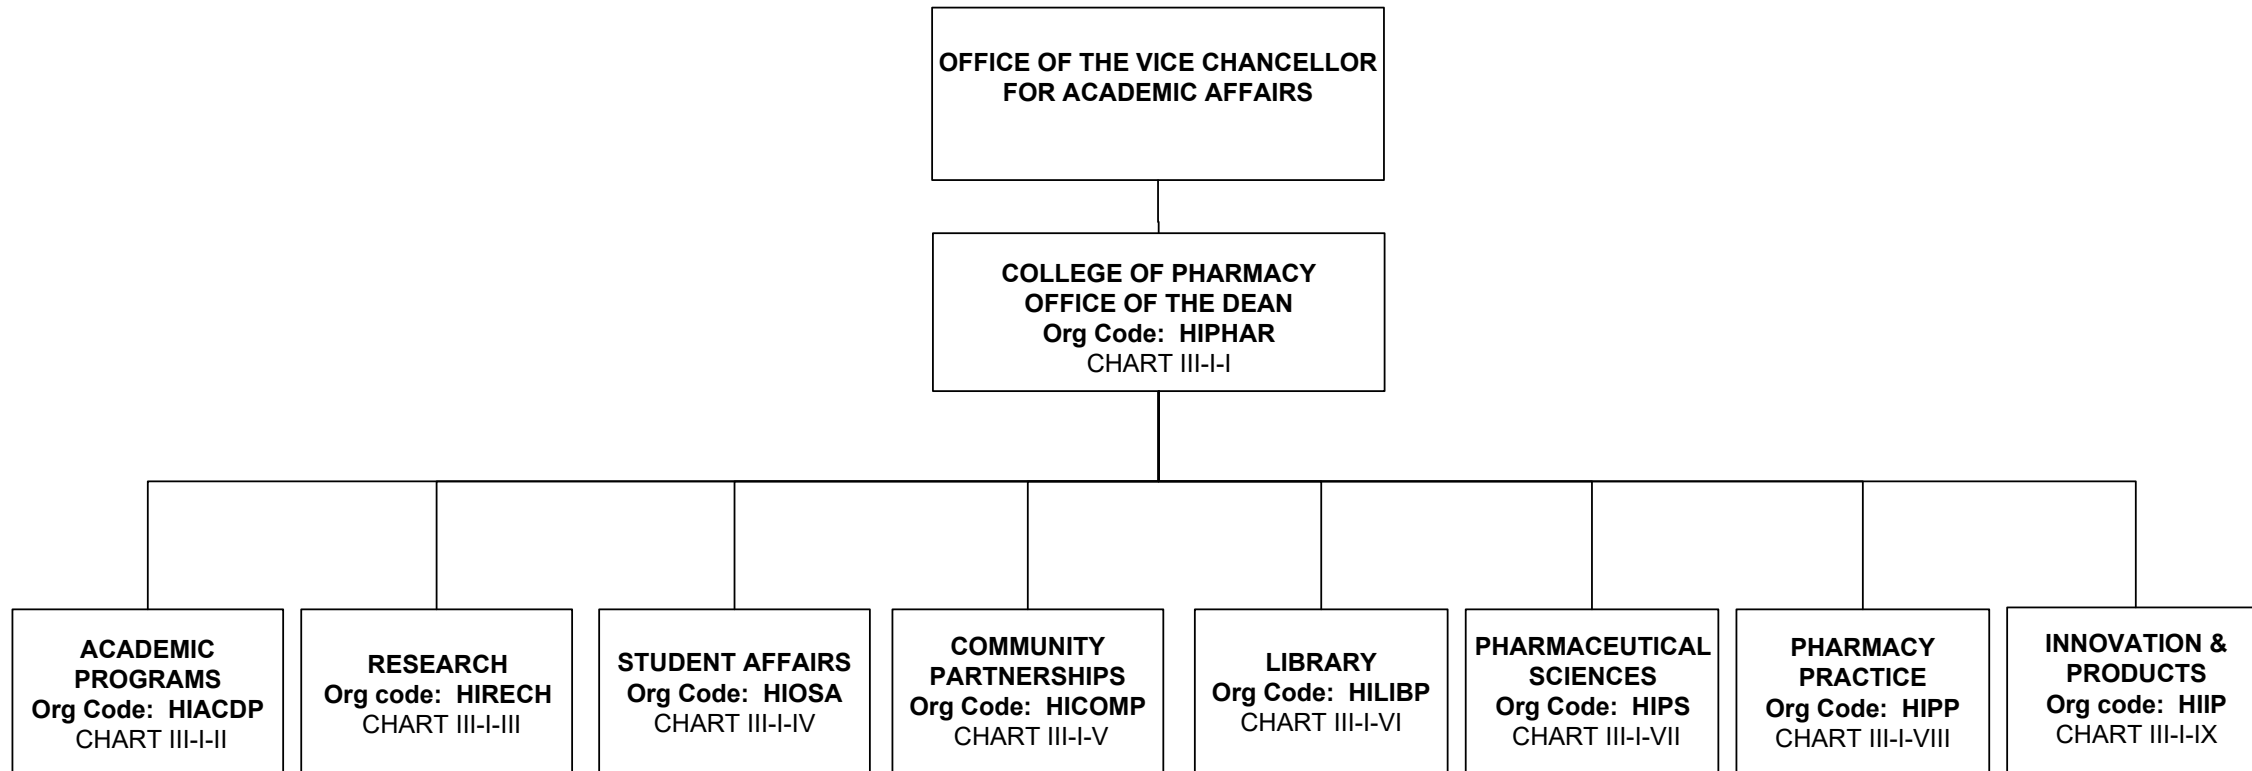 OFFICE OF THE VICE CHANCELLOR
FOR ACADEMIC AFFAIRS
COLLEGE OF PHARMACY
OFFICE OF THE DEAN
Org Code:  HIPHAR
CHART III-I-I
ACADEMIC
PROGRAMS
Org Code:  HIACDP
CHART III-I-II
RESEARCH
Org code:  HIRECH
CHART III-I-III
STUDENT AFFAIRS
Org Code:  HIOSA
CHART III-I-IV
COMMUNITY
PARTNERSHIPS
Org Code:  HICOMP
CHART III-I-V
LIBRARY
Org Code:  HILIBP
CHART III-I-VI
PHARMACEUTICAL
SCIENCES
Org Code:  HIPS
CHART III-I-VII
PHARMACY
PRACTICE
Org Code:  HIPP
CHART III-I-VIII
INNOVATION &
PRODUCTS
Org code:  HIIP
CHART III-I-IX